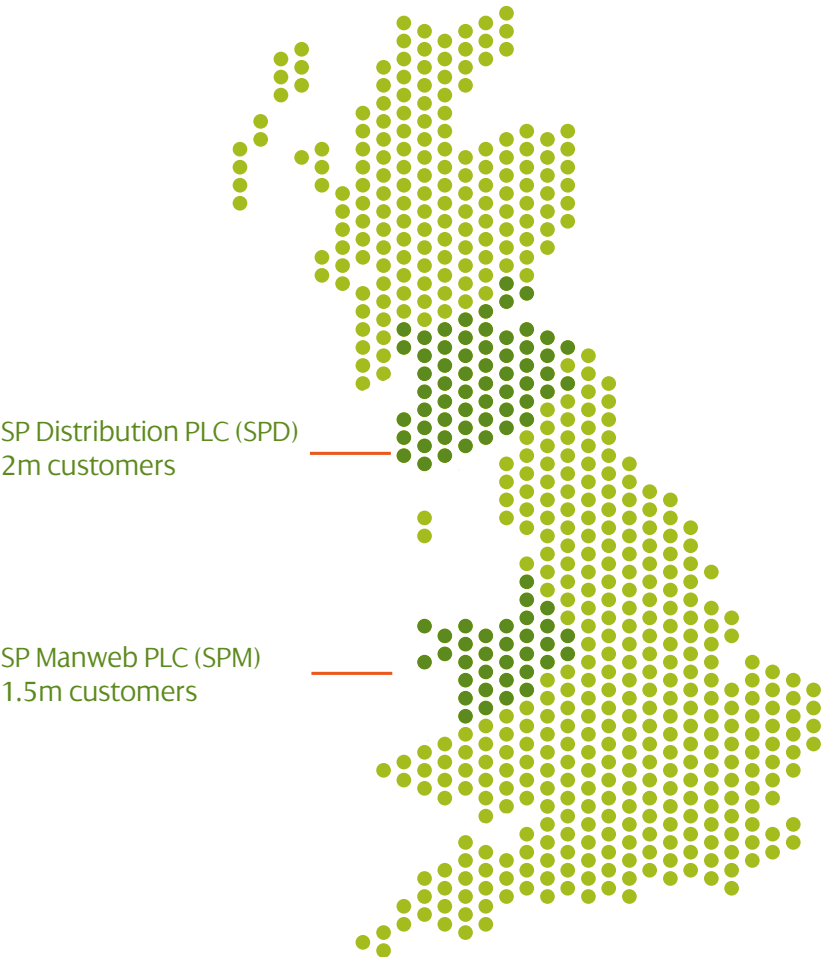 SP Distribution PLC (SPD)
2m customers
SP Manweb PLC (SPM)
1.5m customers